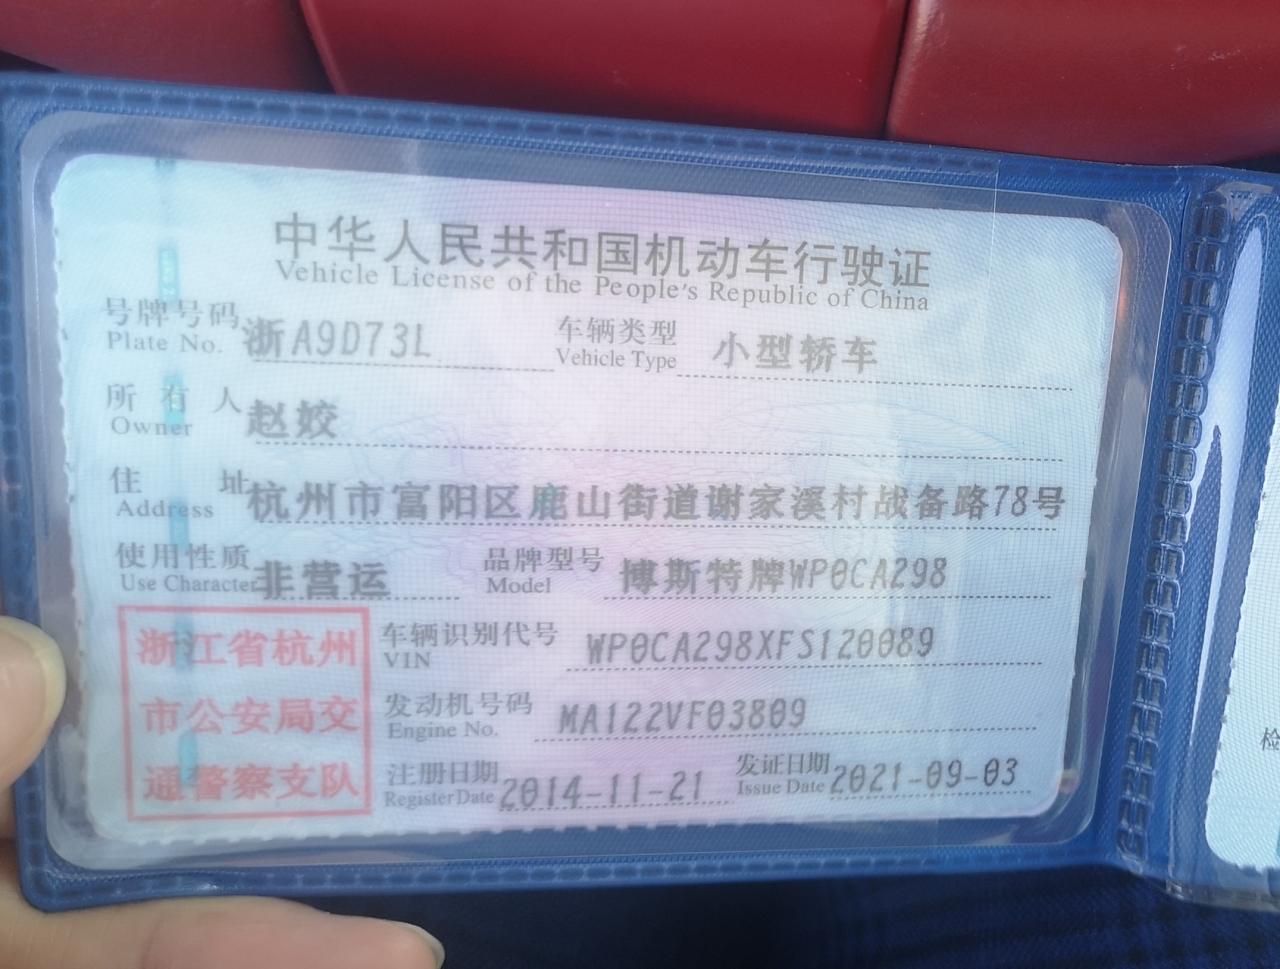 中华人民共和国机动车行驶证
Vehicle License of the People's Republic of China
号牌号码 浙A9D73L 车辆类型 小型轿车
Plate No. Vehicle Type
所有人 赵姣
Owner
住址 杭州市富阳区鹿山街道谢家溪村战备路78号
Address
使用性质 非营运 品牌型号 博斯特牌WP0CA298
Use Character Model
浙江省杭州 车辆识别代号 WP0CA298XFS120089
VIN
市公安局交 发动机号码 MA122VF03809
Engine No.
通警察支队 注册日期 2014-11-21 发证日期 2021-09-03
Register Date Issue Date
检